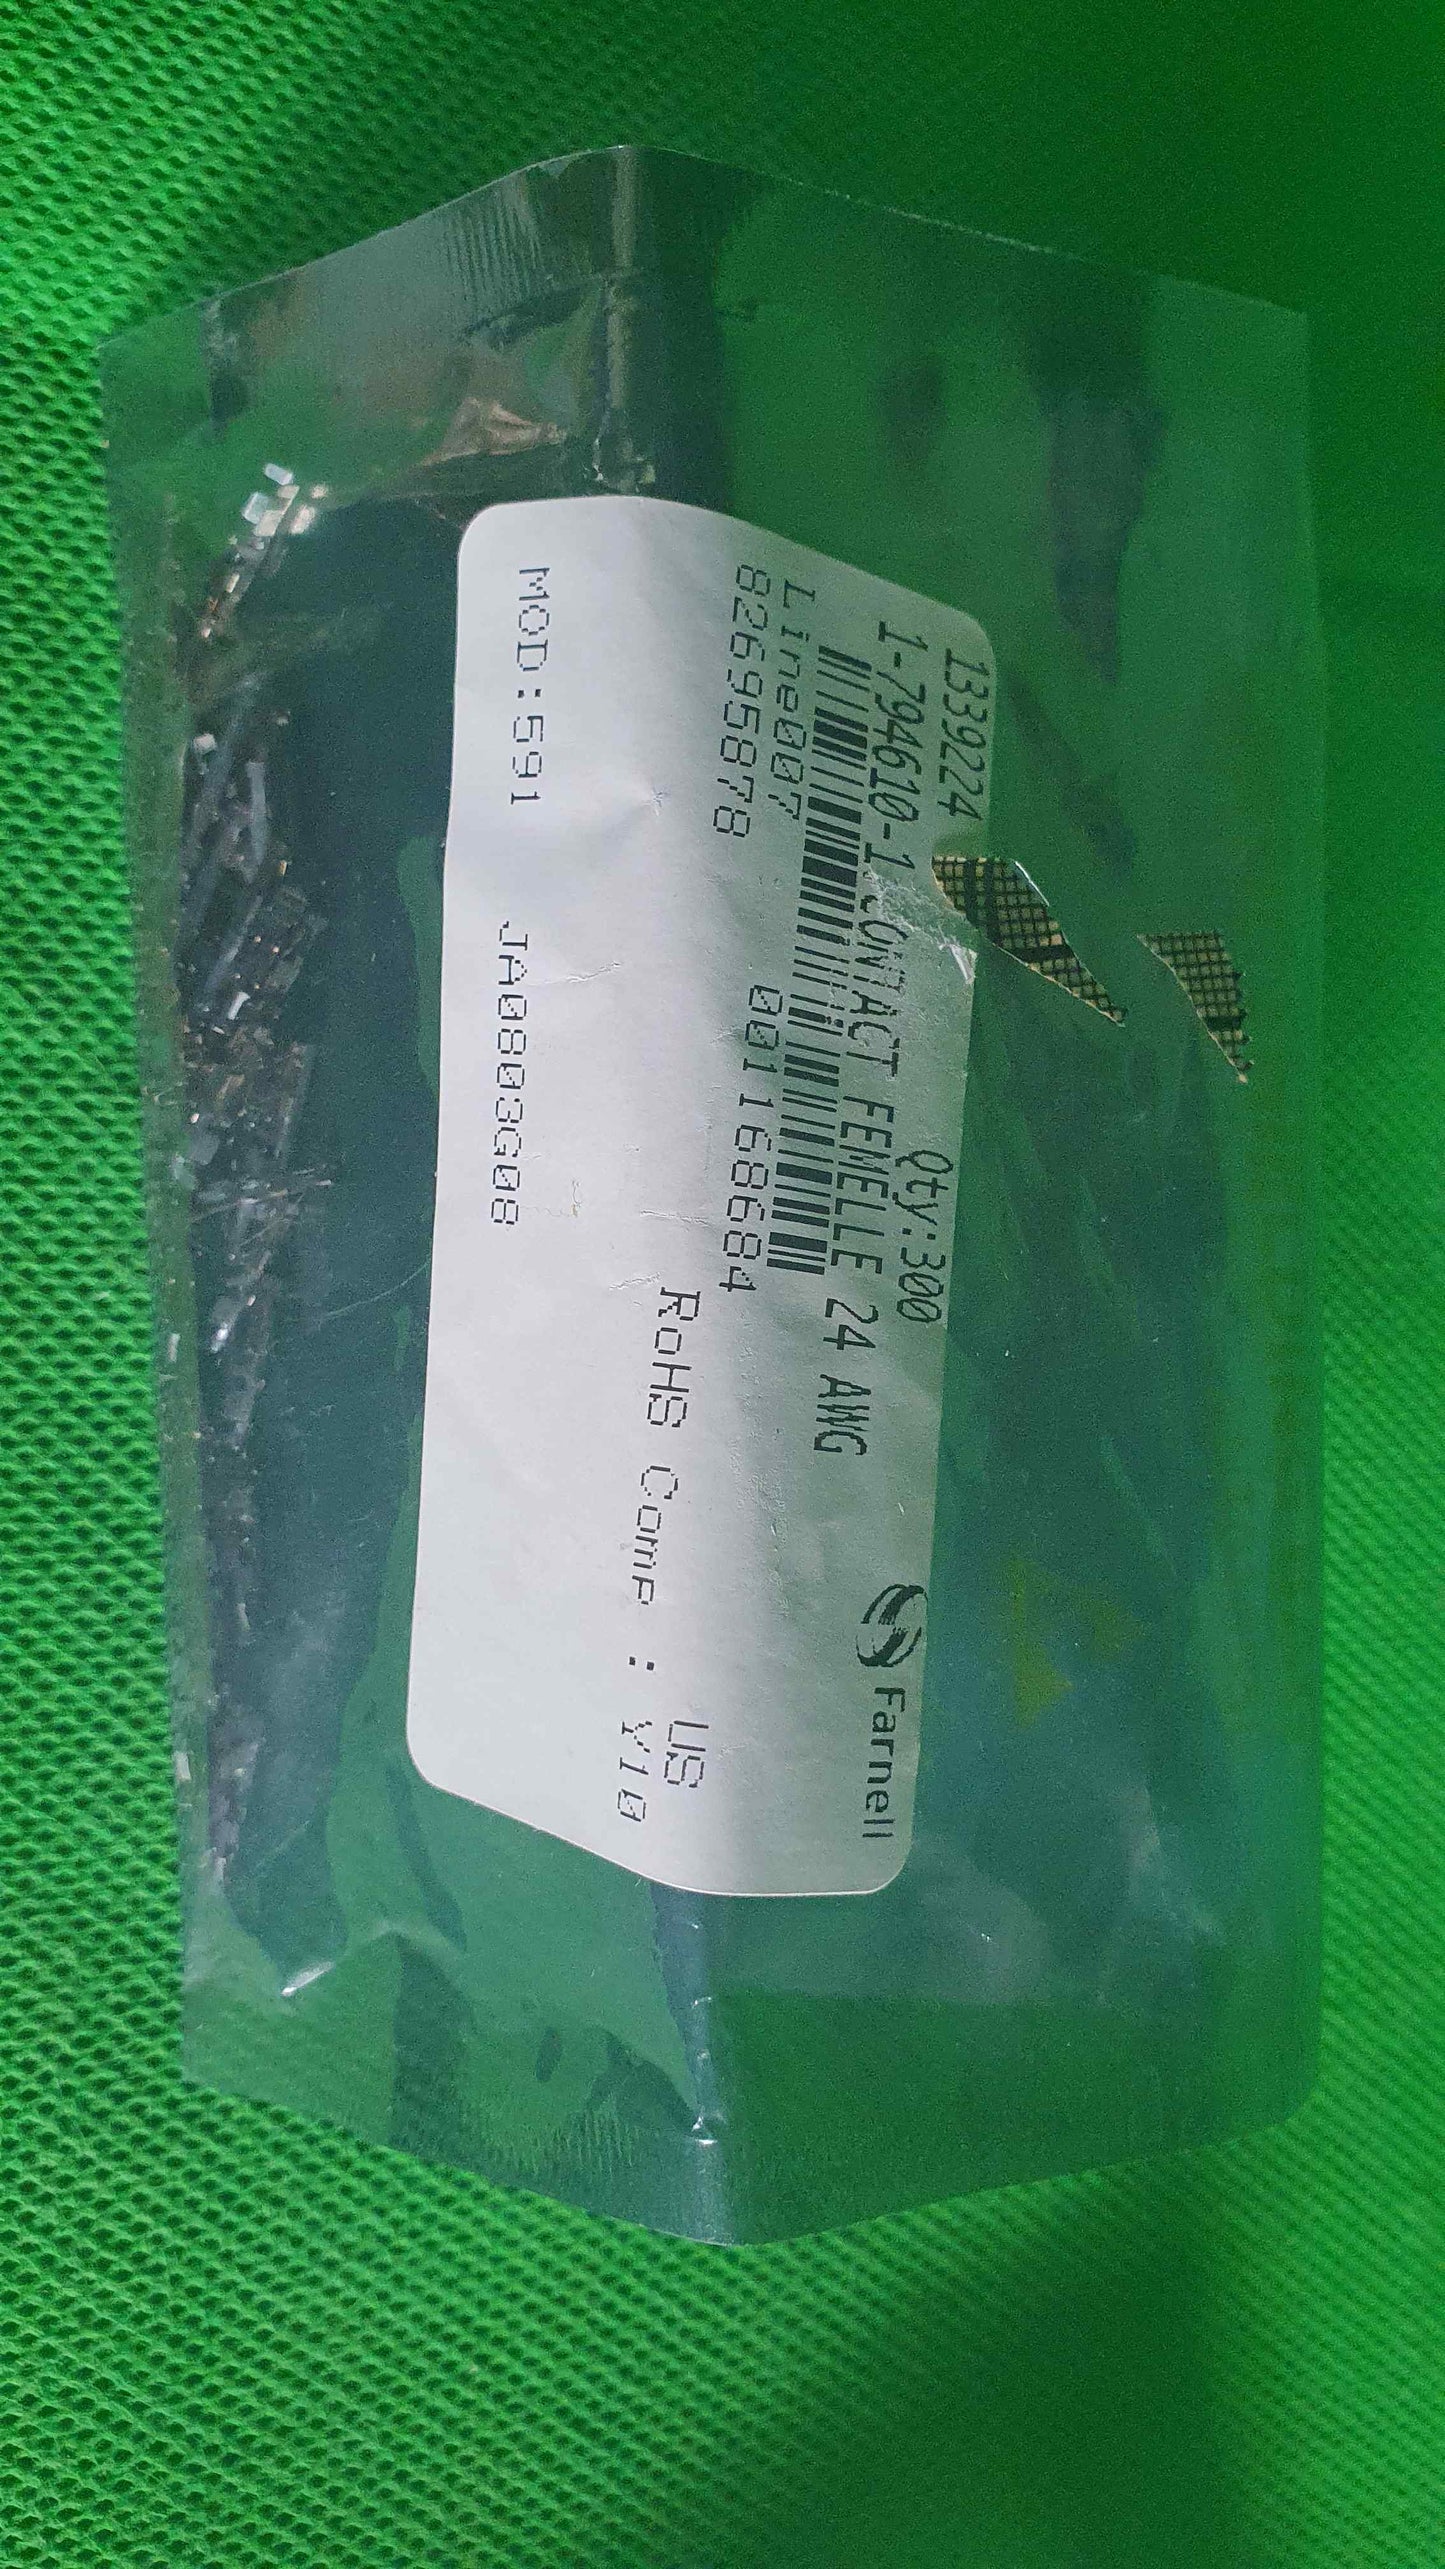 1339224 Qty:300
1-794610-1 CONTACT FEMELLE 24 AWG
Farnell
Line007 00168684
82695878
US
RoHS Comp : Y10
MOD:591 JA0803G08